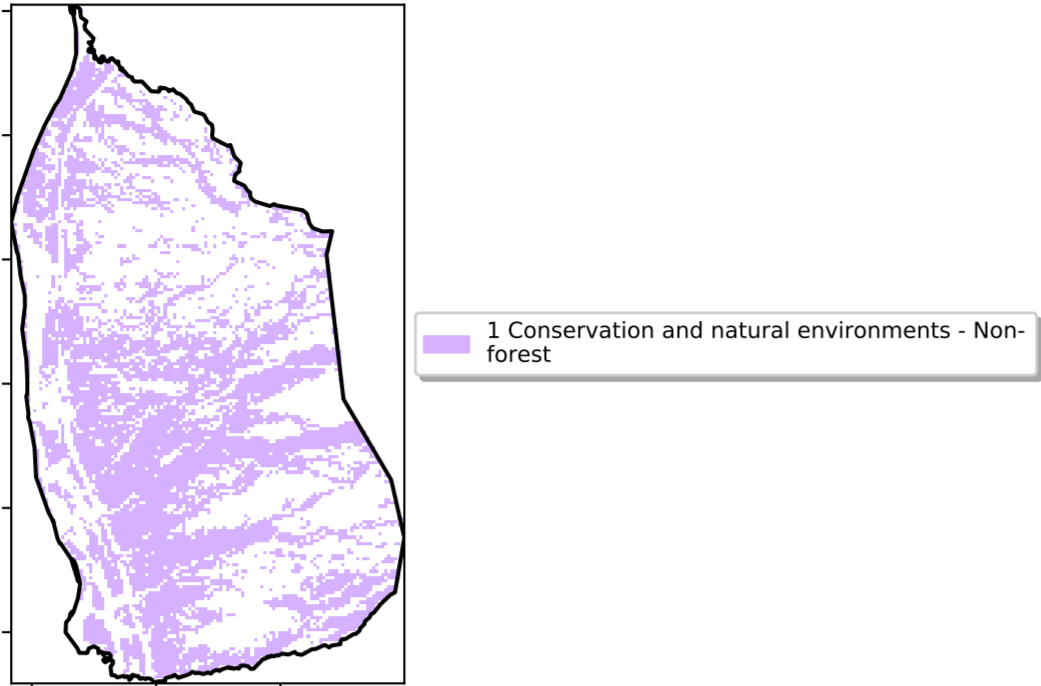 1 Conservation and natural environments - Non-
forest